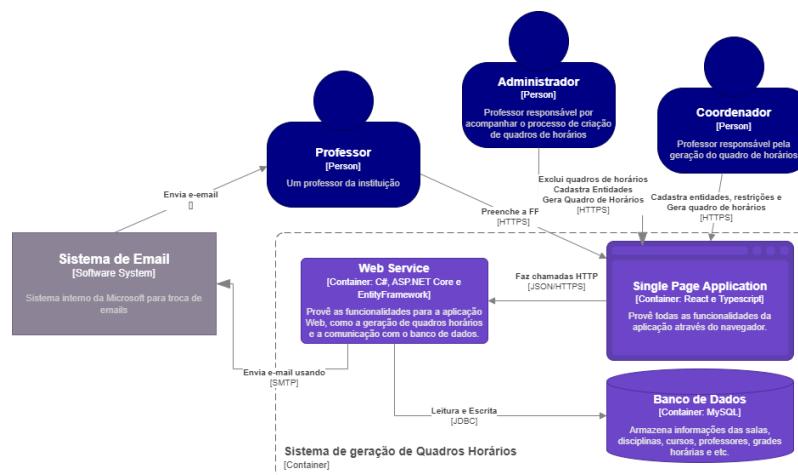 Administrador
[Person]
Professor responsável por
acompanhar o processo de criação
de quadros de horários
Coordenador
[Person]
Professor responsável pela
geração do quadro de horários
Professor
[Person]
Um professor da instituição
Envia e-email
[]
Exclui quadros de horários
Cadastra Entidades
Gera Quadro de Horários
[HTTPS]
Cadastra entidades, restrições e
Gera quadro de horários
[HTTPS]
Preenche a FF
[HTTPS]
Sistema de Email
[Software System]
Sistema interno da Microsoft para troca de
emails
Web Service
[Container: C#, ASP.NET Core e
EntityFramework]
Provê as funcionalidades para a aplicação
Web, como a geração de quadros horários
e a comunicação com o banco de dados.
Faz chamadas HTTP
[JSON/HTTPS]
Single Page Application
[Container: React e Typescript]
Provê todas as funcionalidades da
aplicação através do navegador.
Envia e-mail usando
[SMTP]
Leitura e Escrita
[JDBC]
Banco de Dados
[Container: MySQL]
Armazena informações das salas,
disciplinas, cursos, professores, grades
horárias e etc.
Sistema de geração de Quadros Horários
[Container]